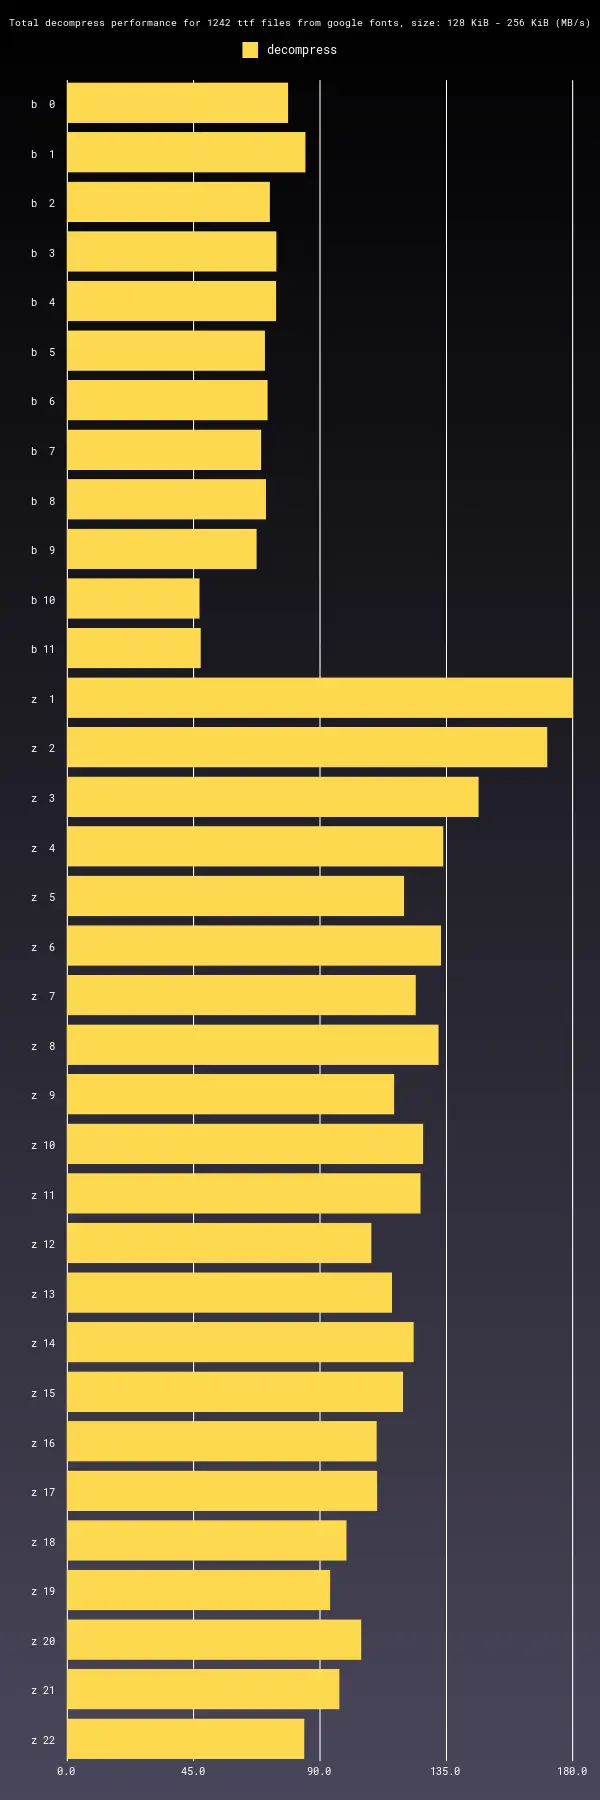 Total decompress performance for 1242 ttf files from google fonts, size: 128 KiB - 256 KiB (MB/s)
decompress
b 0
b 1
b 2
b 3
b 4
b 5
b 6
b 7
b 8
b 9
b 10
b 11
z 1
z 2
z 3
z 4
z 5
z 6
z 7
z 8
z 9
z 10
z 11
z 12
z 13
z 14
z 15
z 16
z 17
z 18
z 19
z 20
z 21
z 22
0.0 45.0 90.0 135.0 180.0